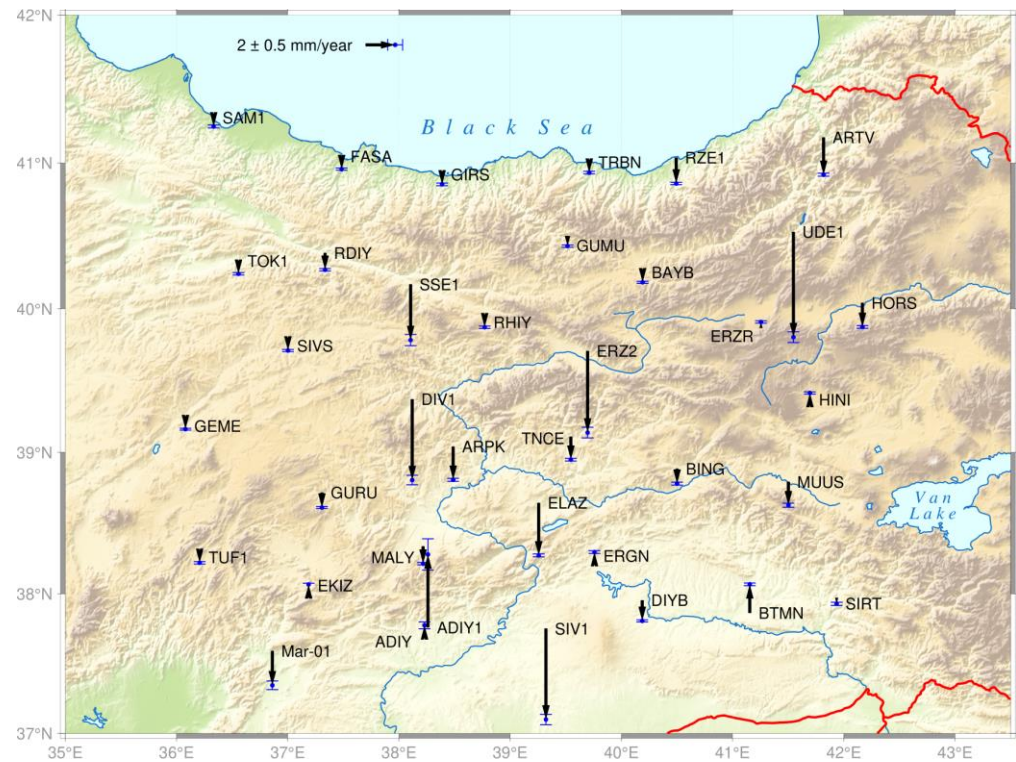 42°N
2 ± 0.5 mm/year
SAM1
Black Sea
ARTV
FASA
TRBN
RZE1
41°N
GIRS
UDE1
GUMU
RDIY
TOK1
BAYB
SSE1
HORS
40°N
RHIY
ERZR
SIVS
ERZ2
DIV1
HINI
GEME
TNCE
ARPK
39°N
BING
MUUS
GURU
Van
Lake
ELAZ
MALY
TUF1
ERGN
EKIZ
38°N
DIYB
SIRT
BTMN
ADIY1
SIV1
ADIY
Mar-01
37°N
35°E 36°E 37°E 38°E 39°E 40°E 41°E 42°E 43°E